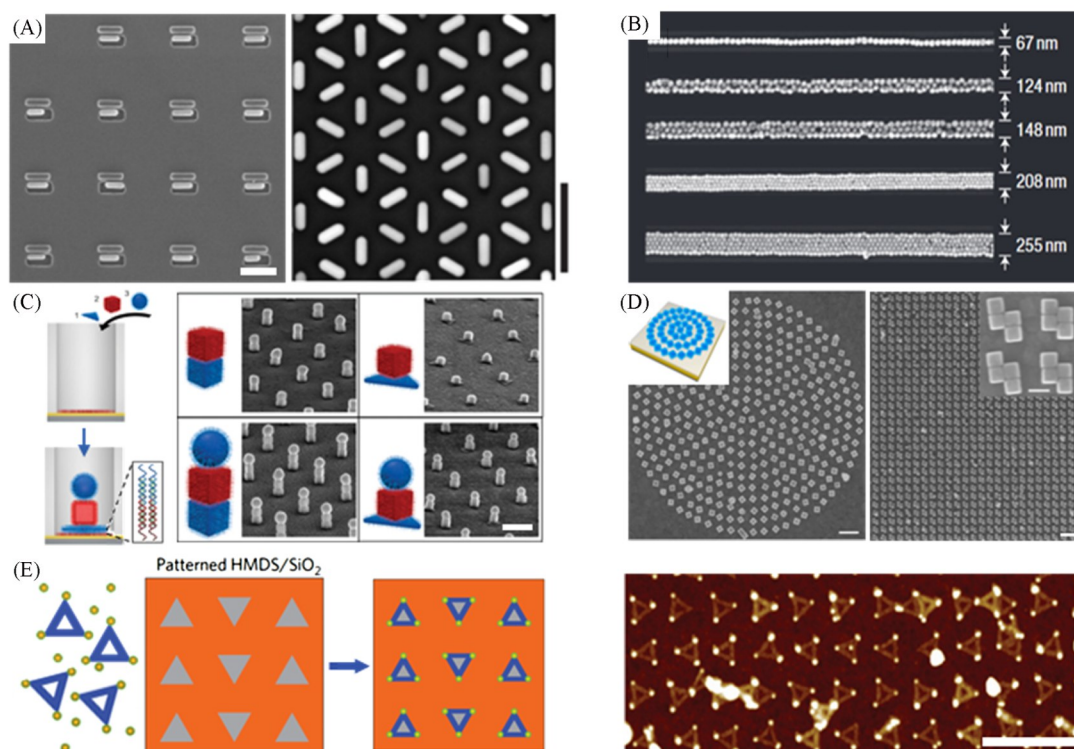 (A)
(B)
67 nm
124 nm
148 nm
208 nm
255 nm
(C)
1 2 3
(D)
(E)
Patterned HMDS/SiO2